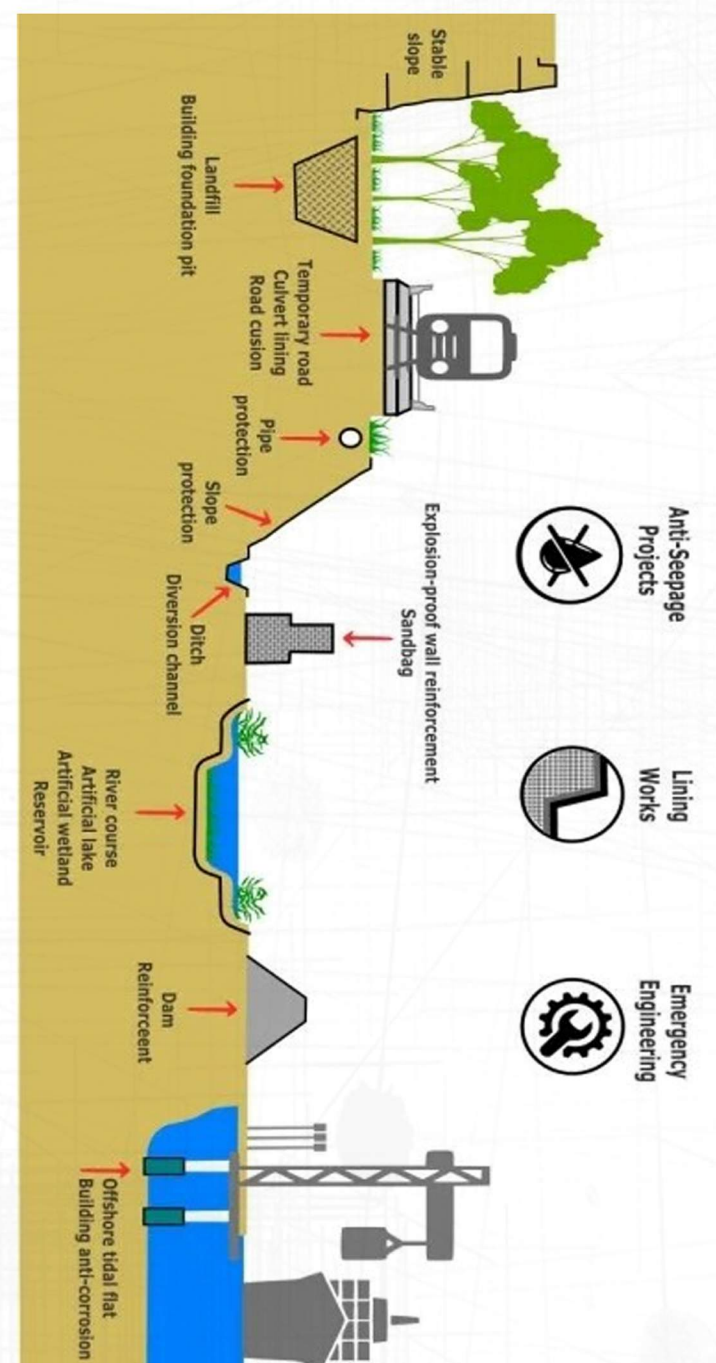 Anti-Seepage
Projects
Lining
Works
Emergency
Engineering
Stable
slope
Landfill
Building foundation pit
Temporary road
Culvert lining
Road cusion
Pipe
protection
Slope
protection
Ditch
Diversion channel
Explosion-proof wall reinforcement
Sandbag
River course
Artificial lake
Artificial wetland
Reservoir
Dam
Reinforceent
Offshore tidal flat
Building anti-corrosion